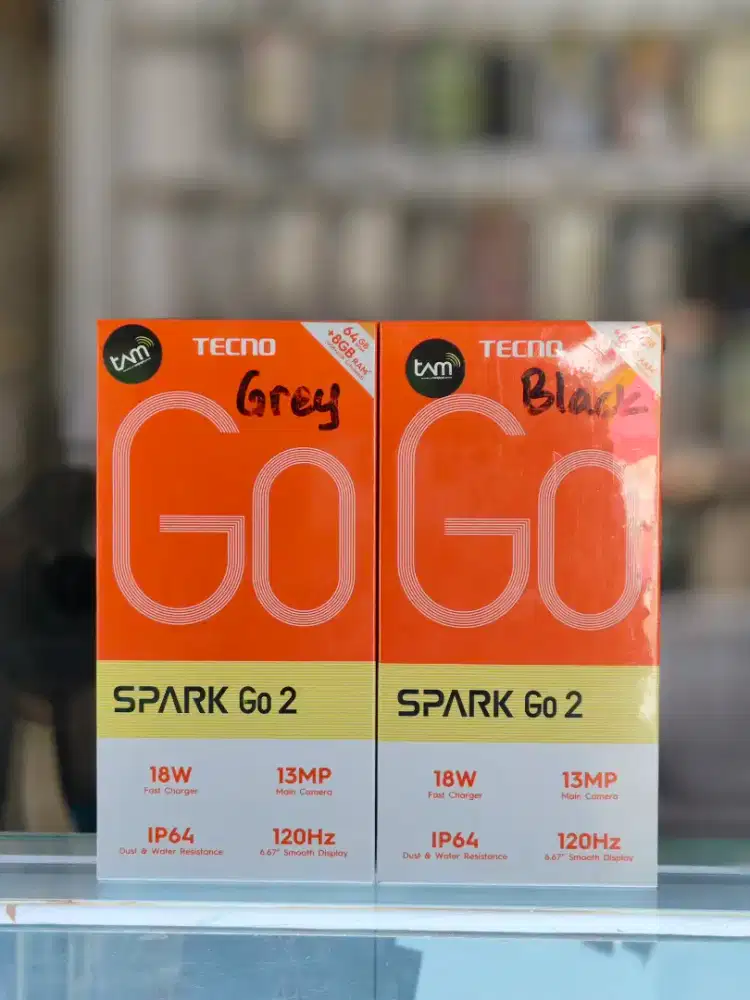 tam
TECNO
64GB
+8GB RAM*
Grey
Go
SPARK Go 2
18W
Fast Charger
13MP
Main Camera
IP64
Dust & Water Resistance
120Hz
6.67" Smooth Display
tam
TECNO
Black
Go
SPARK Go 2
18W
Fast Charger
13MP
Main Camera
IP64
Dust & Water Resistance
120Hz
6.67" Smooth Display